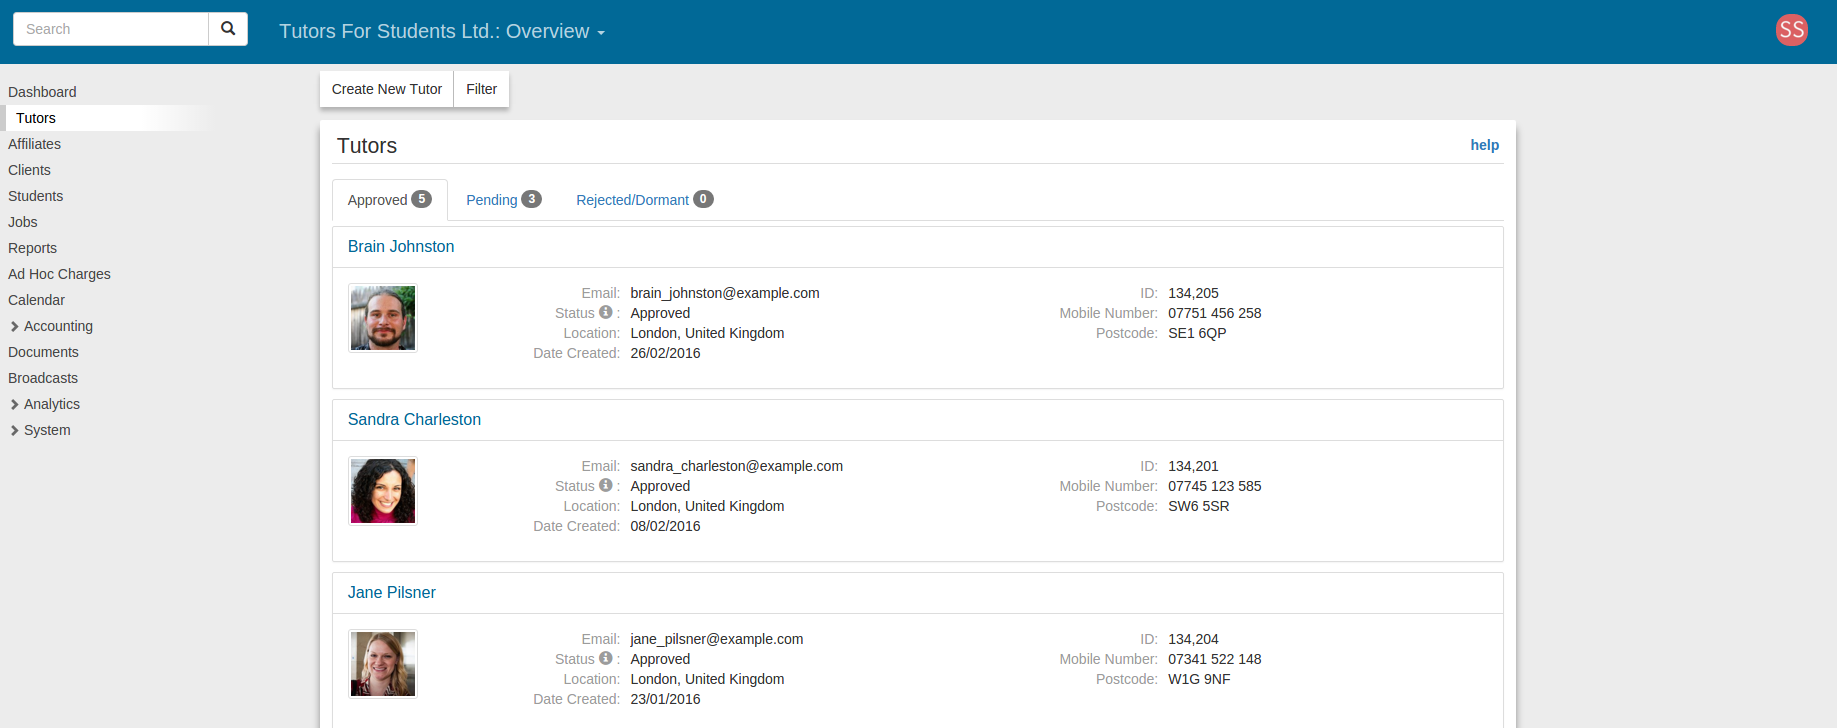 Search
Tutors For Students Ltd.: Overview
SS
Dashboard
Tutors
Affiliates
Clients
Students
Jobs
Reports
Ad Hoc Charges
Calendar
Accounting
Documents
Broadcasts
Analytics
System
Create New Tutor Filter
Tutors
help
Approved 5 Pending 3 Rejected/Dormant 0
Brain Johnston
Email: brain_johnston@example.com ID: 134,205
Status : Approved Mobile Number: 07751 456 258
Location: London, United Kingdom Postcode: SE1 6QP
Date Created: 26/02/2016
Sandra Charleston
Email: sandra_charleston@example.com ID: 134,201
Status : Approved Mobile Number: 07745 123 585
Location: London, United Kingdom Postcode: SW6 5SR
Date Created: 08/02/2016
Jane Pilsner
Email: jane_pilsner@example.com ID: 134,204
Status : Approved Mobile Number: 07341 522 148
Location: London, United Kingdom Postcode: W1G 9NF
Date Created: 23/01/2016